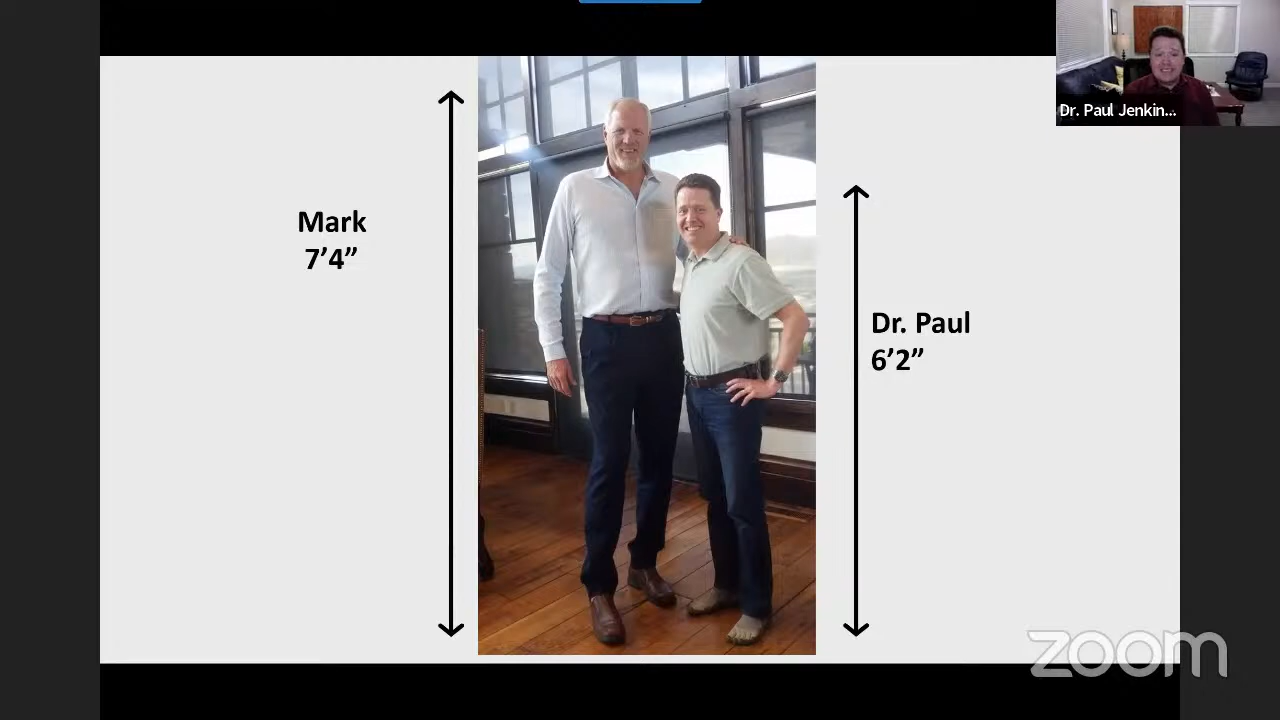 Dr. Paul Jenkin...
Mark
7’4”
Dr. Paul
6’2”
zoom